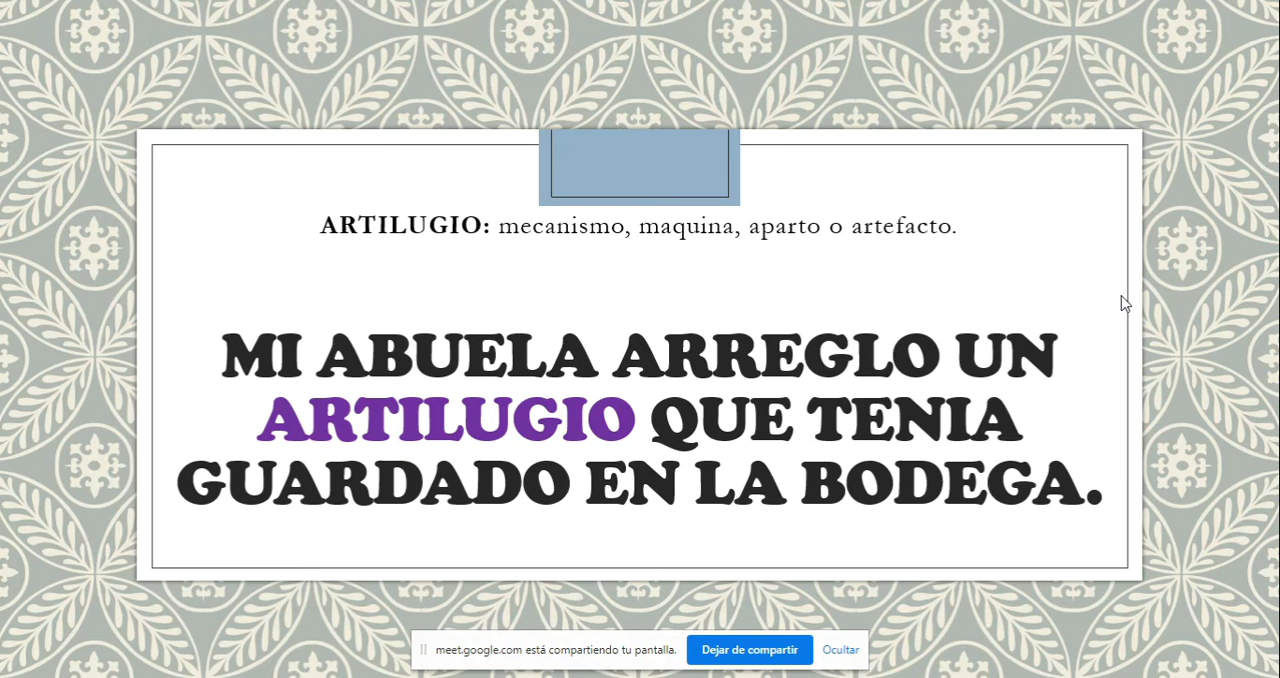 ARTILUGIO: mecanismo, maquina, aparto o artefacto.
MI ABUELA ARREGLO UN
ARTILUGIO QUE TENIA
GUARDADO EN LA BODEGA.
meet.google.com está compartiendo tu pantalla. Dejar de compartir Ocultar